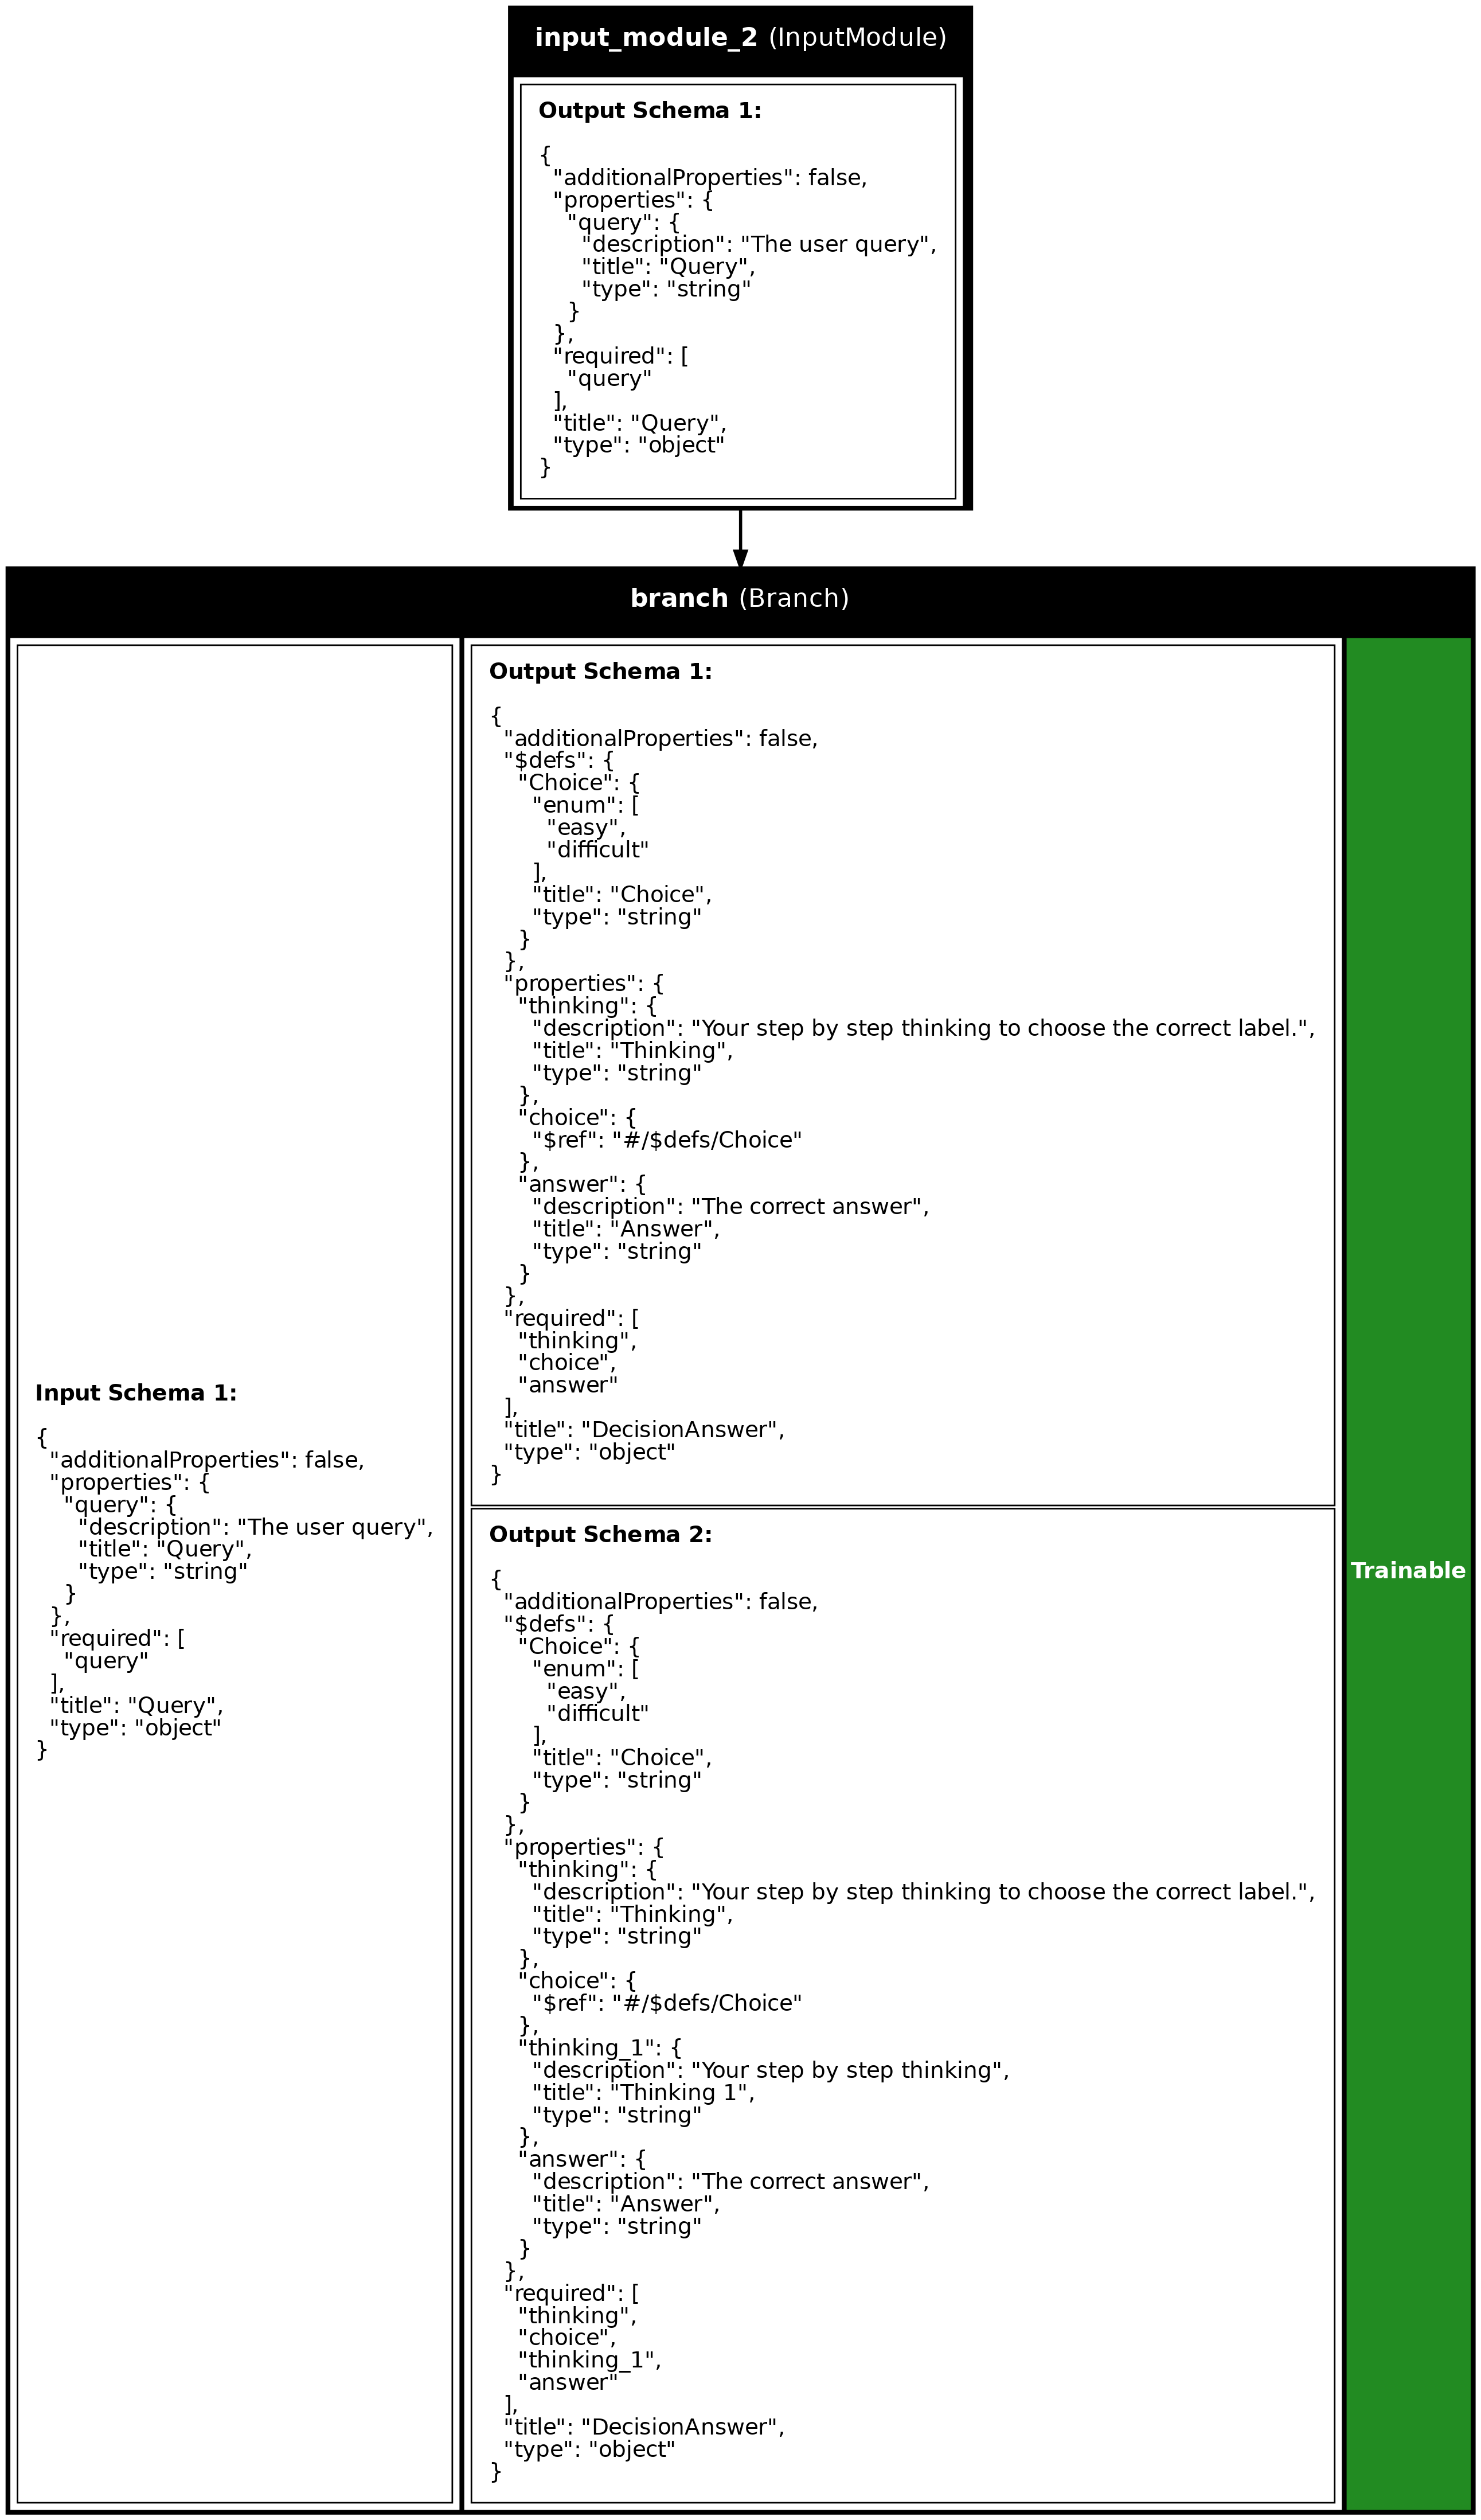 input_module_2 (InputModule)
Output Schema 1:
{
  "additionalProperties": false,
  "properties": {
    "query": {
      "description": "The user query",
      "title": "Query",
      "type": "string"
    }
  },
  "required": [
    "query"
  ],
  "title": "Query",
  "type": "object"
}
branch (Branch)
Input Schema 1:
{
  "additionalProperties": false,
  "properties": {
    "query": {
      "description": "The user query",
      "title": "Query",
      "type": "string"
    }
  },
  "required": [
    "query"
  ],
  "title": "Query",
  "type": "object"
}
Output Schema 1:
{
  "additionalProperties": false,
  "$defs": {
    "Choice": {
      "enum": [
        "easy",
        "difficult"
      ],
      "title": "Choice",
      "type": "string"
    }
  },
  "properties": {
    "thinking": {
      "description": "Your step by step thinking to choose the correct label.",
      "title": "Thinking",
      "type": "string"
    },
    "choice": {
      "$ref": "#/$defs/Choice"
    },
    "answer": {
      "description": "The correct answer",
      "title": "Answer",
      "type": "string"
    }
  },
  "required": [
    "thinking",
    "choice",
    "answer"
  ],
  "title": "DecisionAnswer",
  "type": "object"
}
Output Schema 2:
{
  "additionalProperties": false,
  "$defs": {
    "Choice": {
      "enum": [
        "easy",
        "difficult"
      ],
      "title": "Choice",
      "type": "string"
    }
  },
  "properties": {
    "thinking": {
      "description": "Your step by step thinking to choose the correct label.",
      "title": "Thinking",
      "type": "string"
    },
    "choice": {
      "$ref": "#/$defs/Choice"
    },
    "thinking_1": {
      "description": "Your step by step thinking",
      "title": "Thinking 1",
      "type": "string"
    },
    "answer": {
      "description": "The correct answer",
      "title": "Answer",
      "type": "string"
    }
  },
  "required": [
    "thinking",
    "choice",
    "thinking_1",
    "answer"
  ],
  "title": "DecisionAnswer",
  "type": "object"
}
Trainable